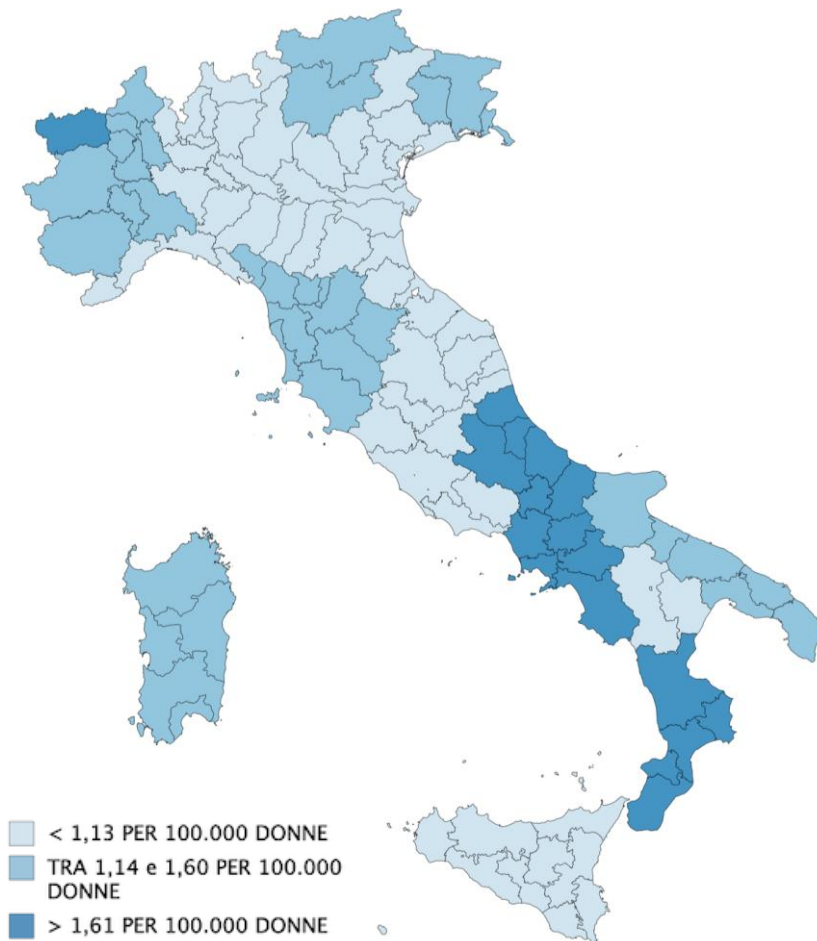 < 1,13 PER 100.000 DONNE
TRA 1,14 e 1,60 PER 100.000
DONNE
> 1,61 PER 100.000 DONNE